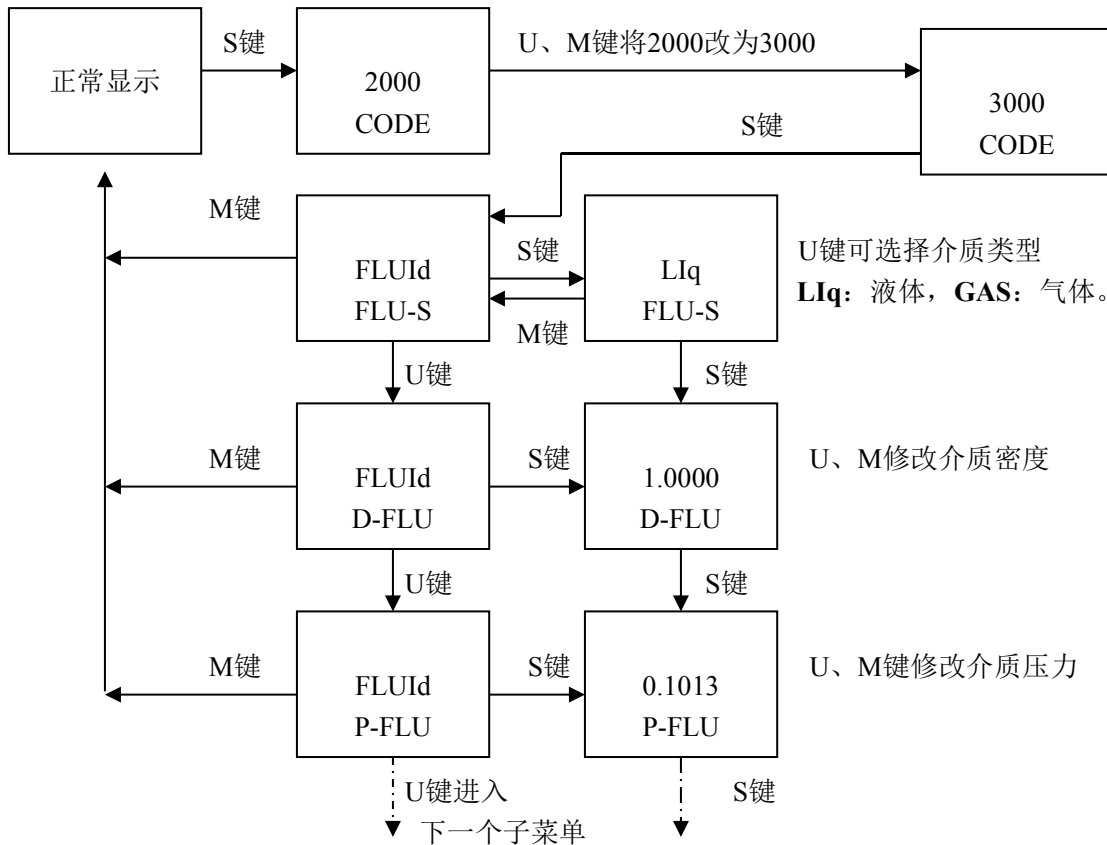 正常显示
S键
2000
CODE
U、M键将2000改为3000
3000
CODE
S键
M键
FLUId
FLU-S
S键
M键
LIq
FLU-S
U键可选择介质类型
LIq：液体，GAS：气体。
U键
S键
M键
FLUId
D-FLU
S键
1.0000
D-FLU
U、M修改介质密度
U键
S键
M键
FLUId
P-FLU
S键
0.1013
P-FLU
U、M键修改介质压力
U键进入
下一个子菜单
S键